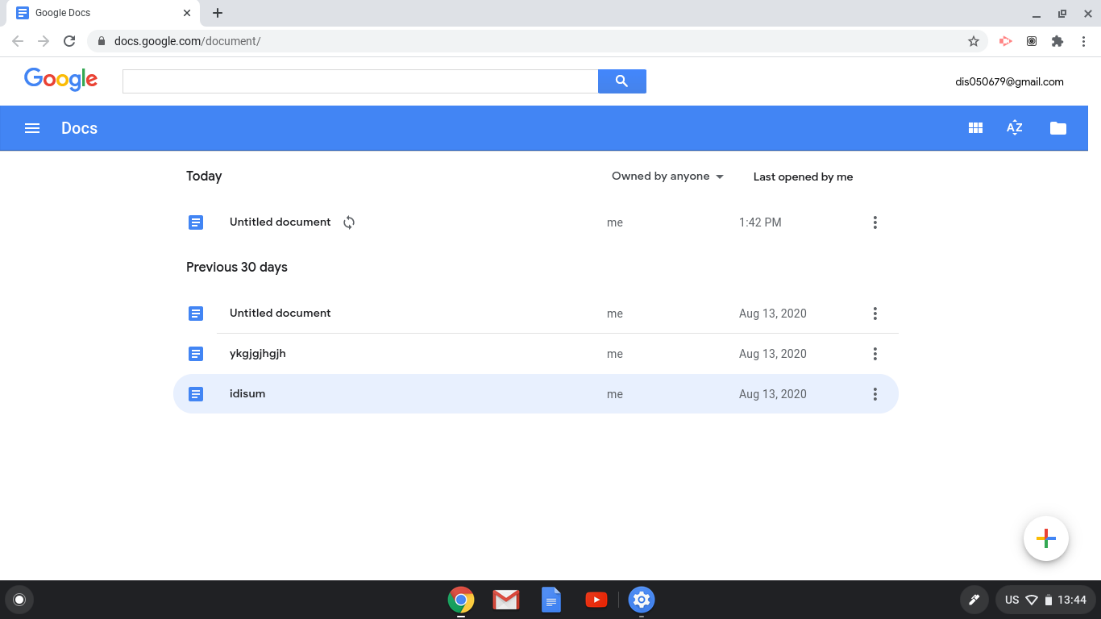 Google Docs
docs.google.com/document/
Google
dis050679@gmail.com
Docs
AZ
Today Owned by anyone Last opened by me
Untitled document me 1:42 PM
Previous 30 days
Untitled document me Aug 13, 2020
ykgjgjhgjh me Aug 13, 2020
idisum me Aug 13, 2020
US 13:44